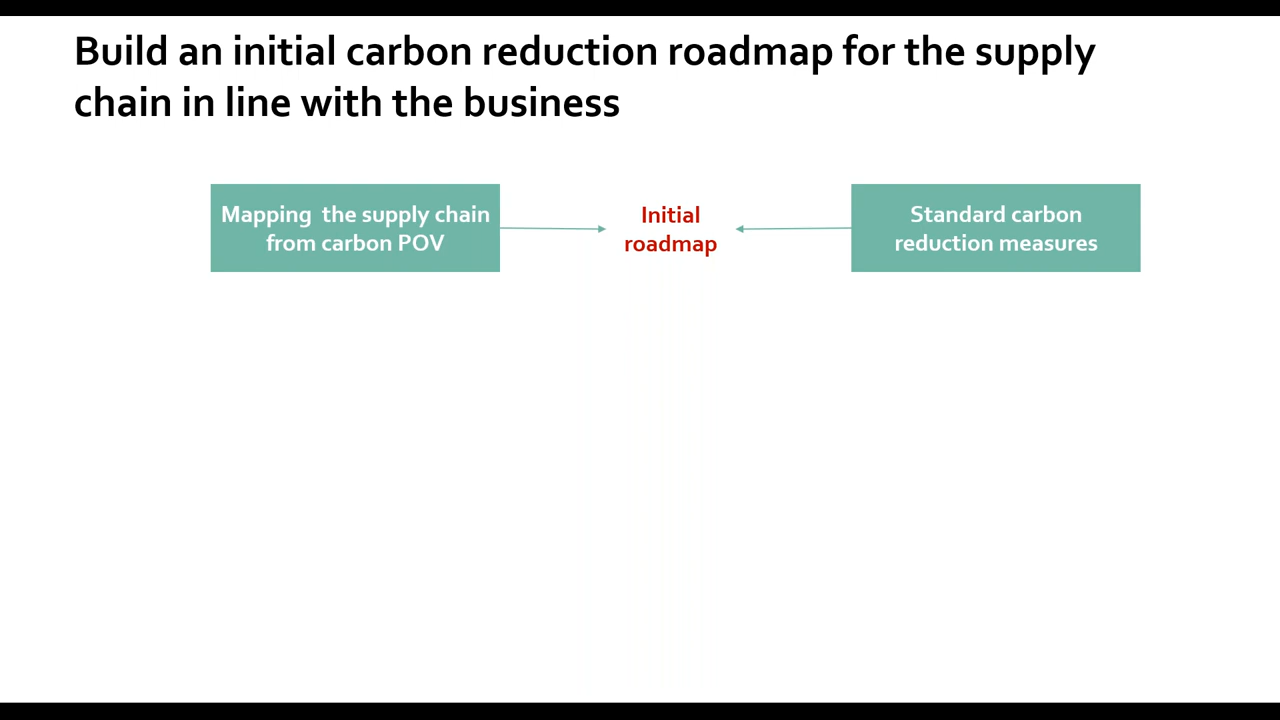 Build an initial carbon reduction roadmap for the supply
chain in line with the business
Mapping  the supply chain
from carbon POV
Initial
roadmap
Standard carbon
reduction measures